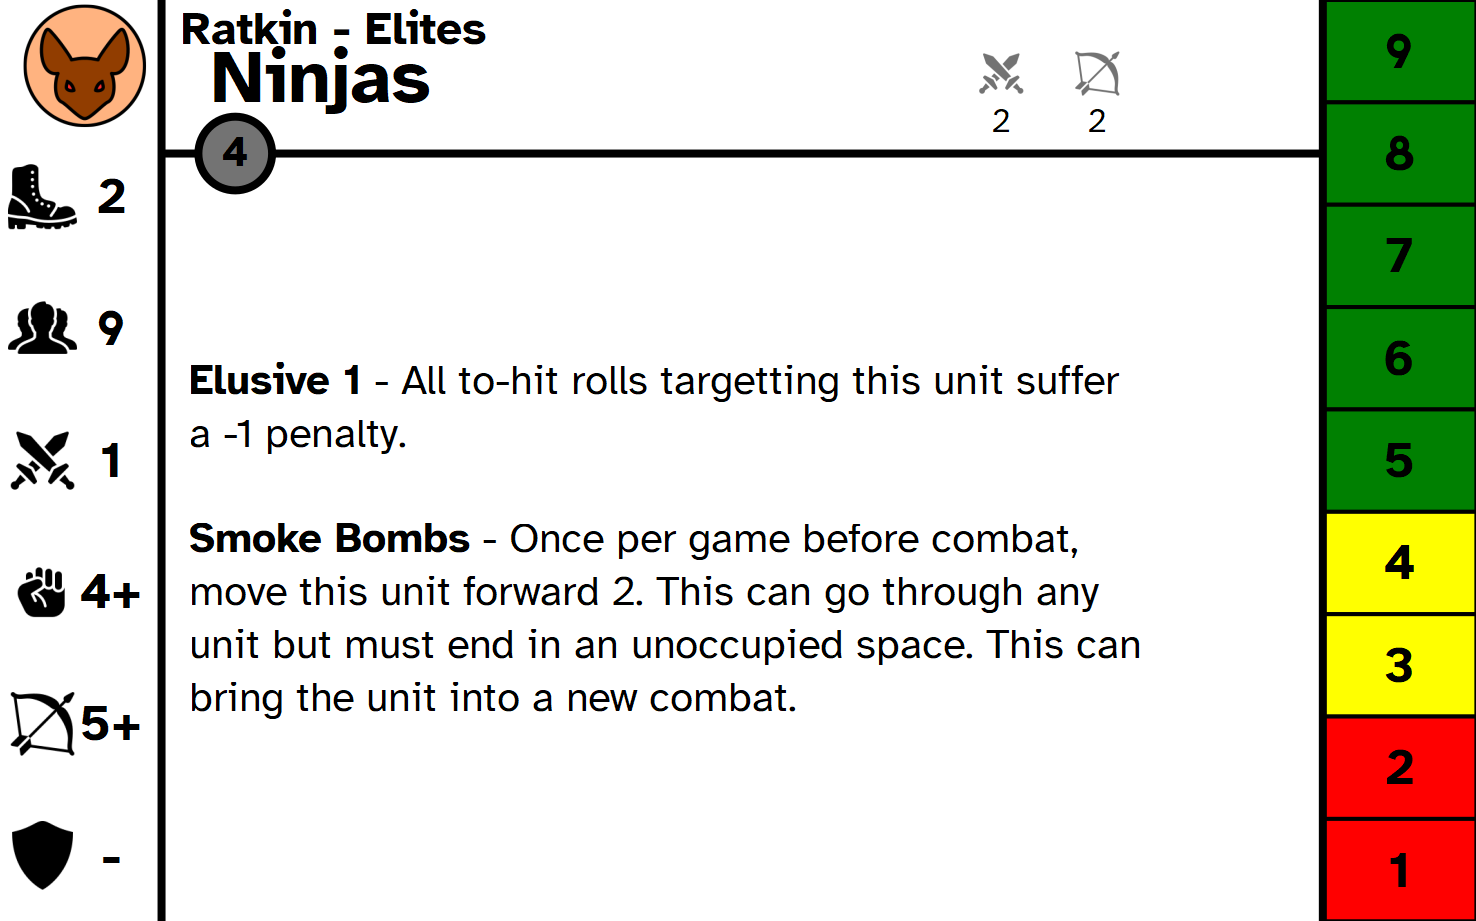 Ratkin - Elites
Ninjas
2
2
4
2
9
1
4+
5+
-
Elusive 1 - All to-hit rolls targetting this unit suffer
a -1 penalty.
Smoke Bombs - Once per game before combat,
move this unit forward 2. This can go through any
unit but must end in an unoccupied space. This can
bring the unit into a new combat.
9
8
7
6
5
4
3
2
1